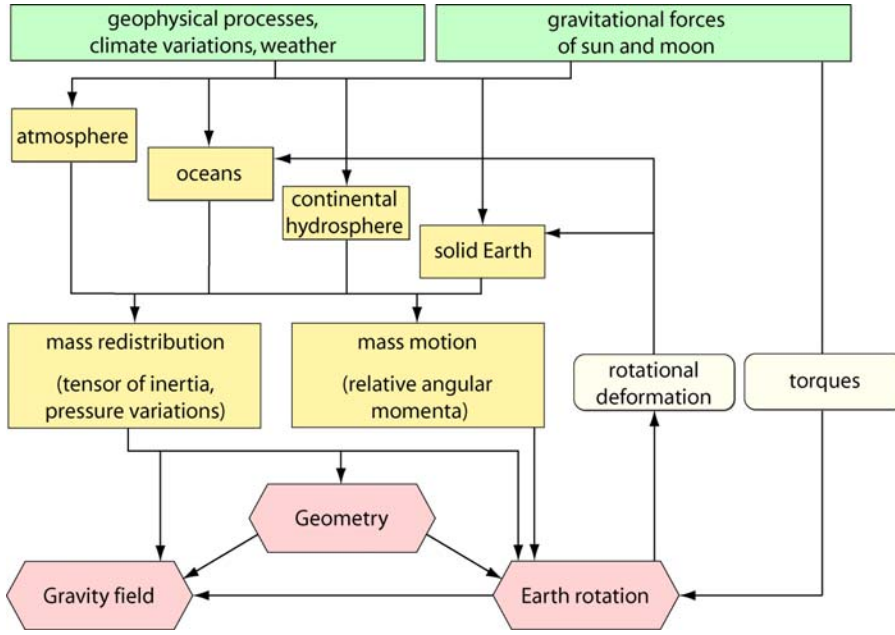 geophysical processes,
climate variations, weather
gravitational forces
of sun and moon
atmosphere
oceans
continental
hydrosphere
solid Earth
mass redistribution
(tensor of inertia,
pressure variations)
mass motion
(relative angular
momenta)
rotational
deformation
torques
Geometry
Gravity field
Earth rotation